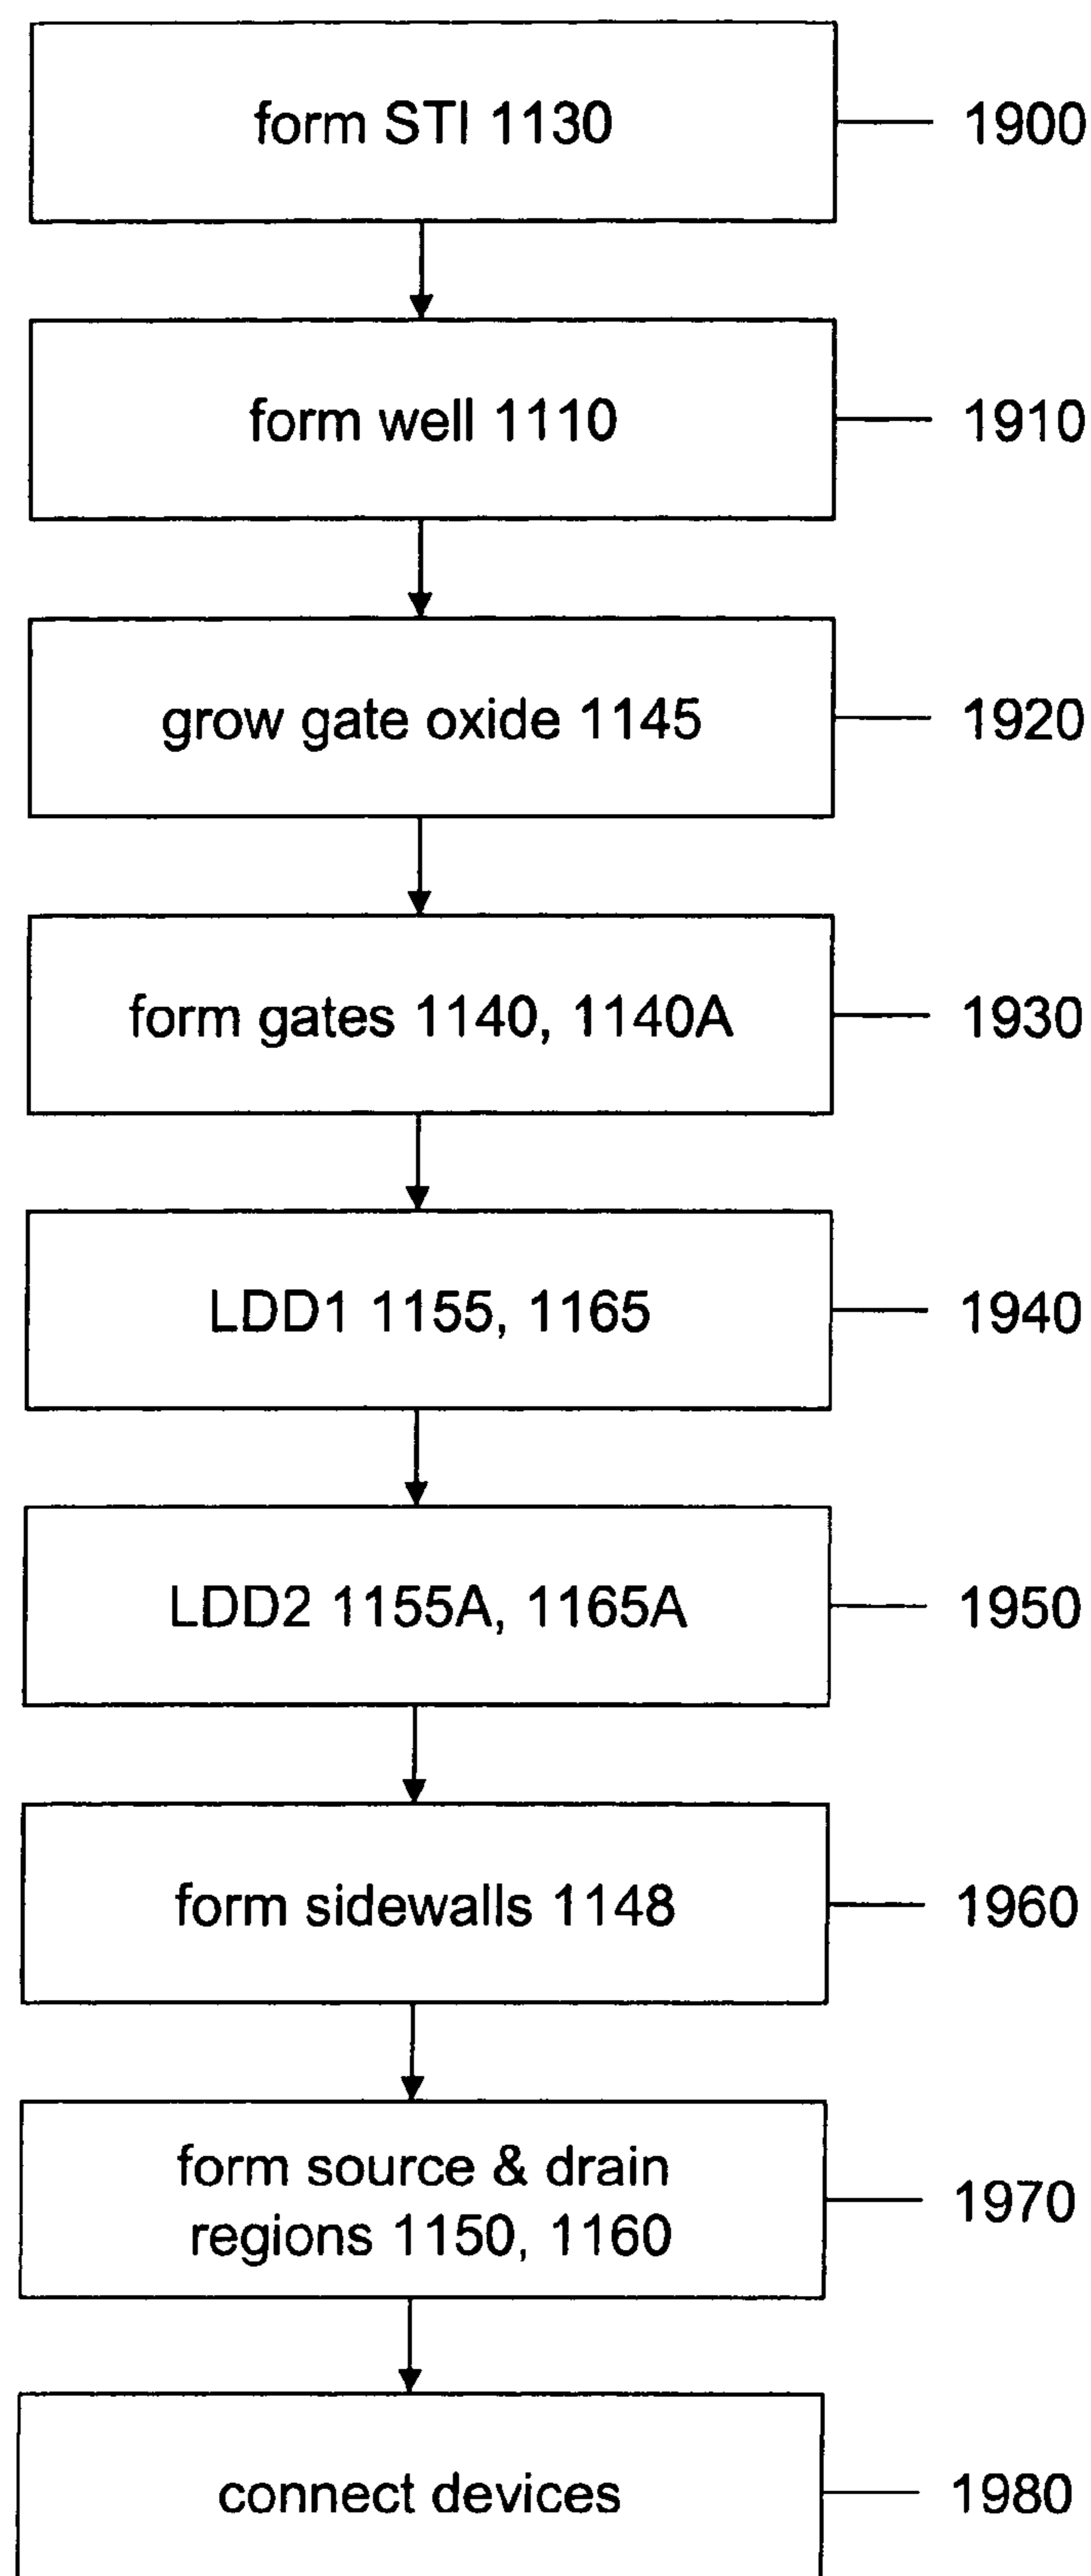 form STI 1130
1900
form well 1110
1910
grow gate oxide 1145
1920
form gates 1140, 1140A
1930
LDD1 1155, 1165
1940
LDD2 1155A, 1165A
1950
form sidewalls 1148
1960
form source & drain
regions 1150, 1160
1970
connect devices
1980